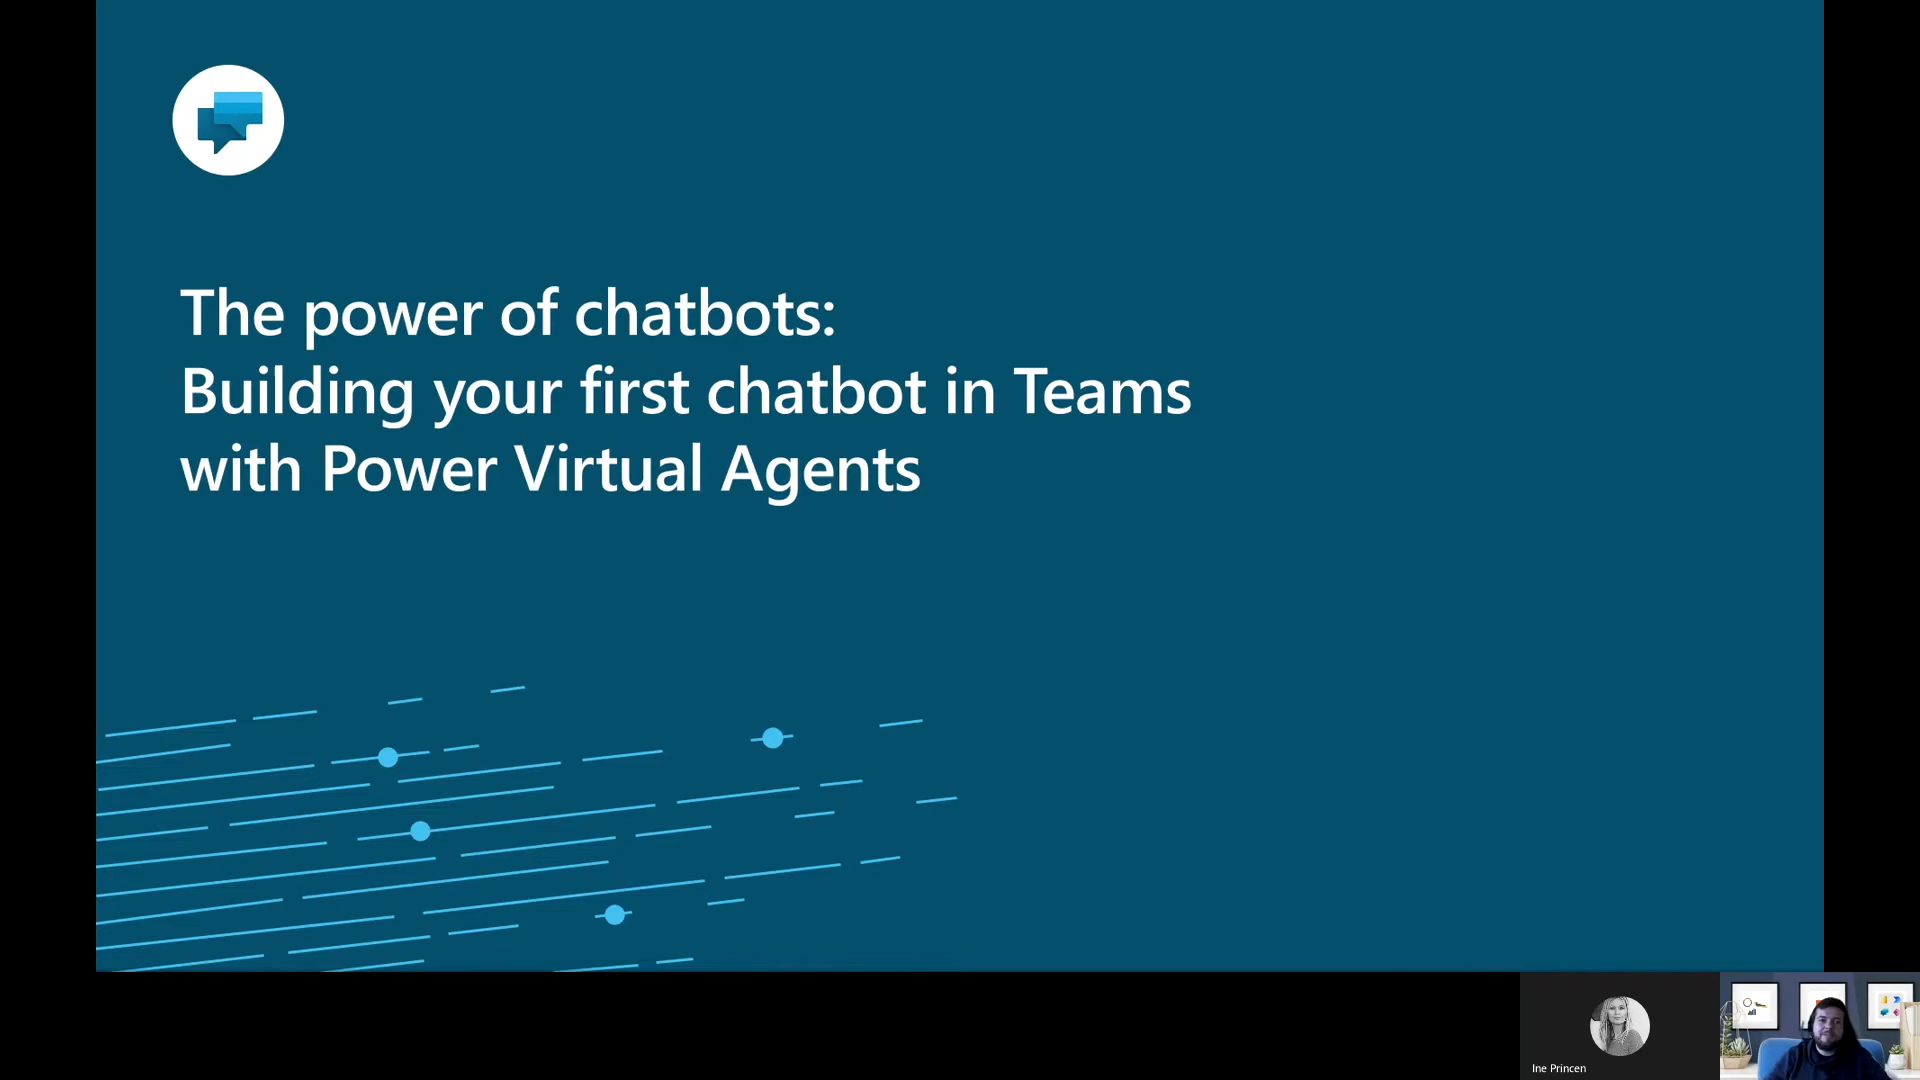 The power of chatbots:
Building your first chatbot in Teams
with Power Virtual Agents
Ine Princen